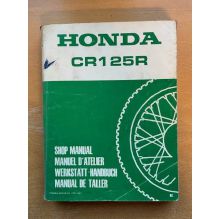 HONDA
CR125R
SHOP MANUAL
MANUEL D'ATELIER
WERKSTATT-HANDBUCH
MANUAL DE TALLER